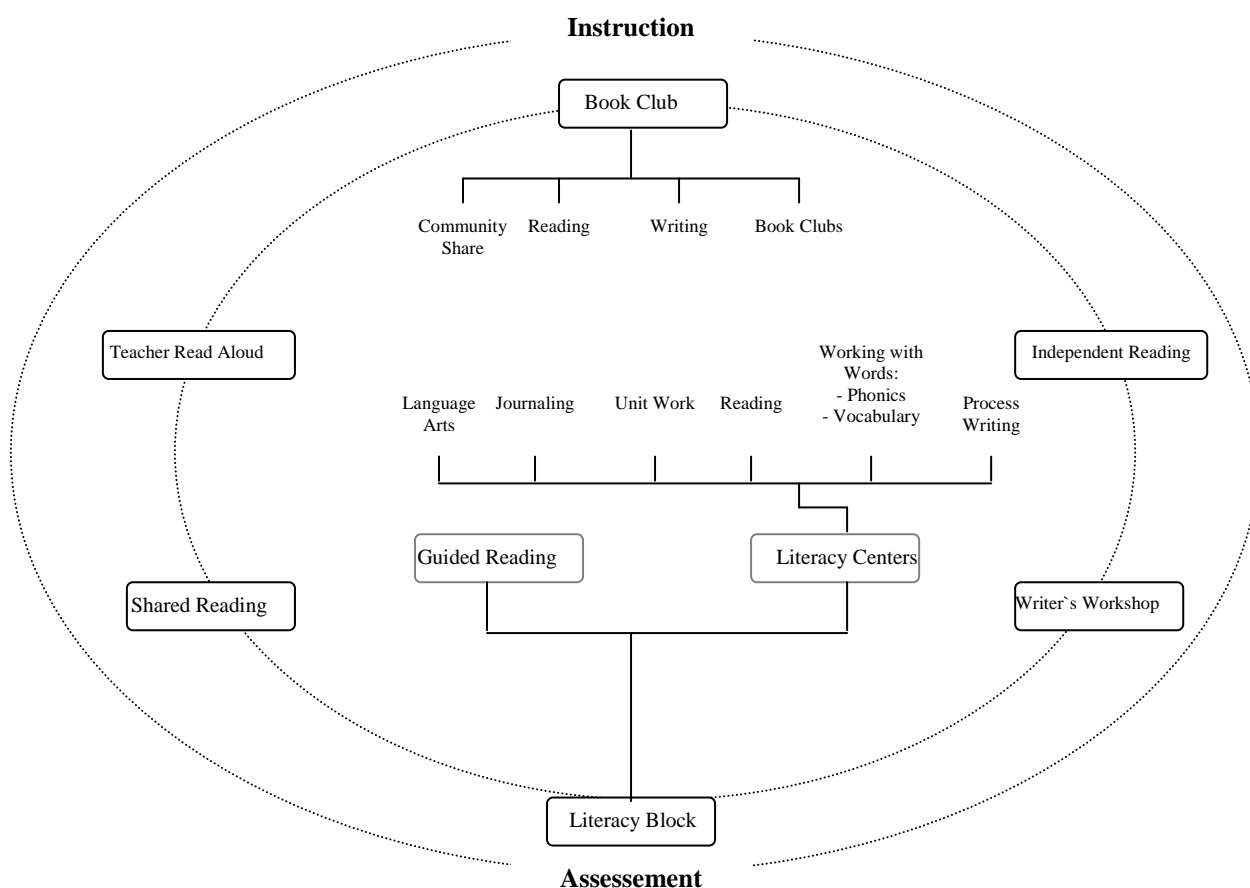 Instruction
Book Club
Community
Share
Reading
Writing
Book Clubs
Teacher Read Aloud
Independent Reading
Language
Arts
Journaling
Unit Work
Reading
Working with
Words:
- Phonics
- Vocabulary
Process
Writing
Guided Reading
Literacy Centers
Shared Reading
Writer`s Workshop
Literacy Block
Assessement